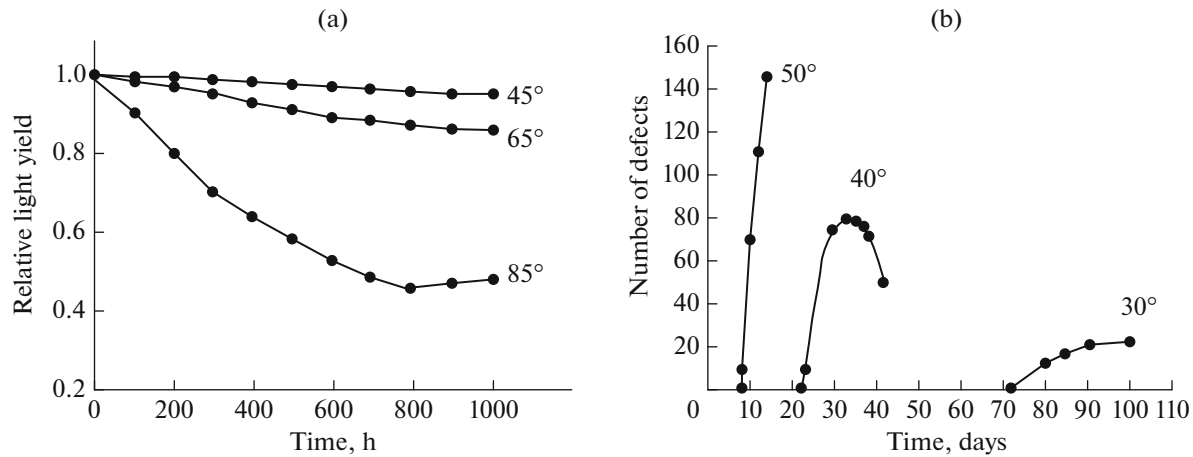 (a)
Relative light yield
1.0
0.8
0.6
0.4
0.2
45°
65°
85°
0 200 400 600 800 1000
Time, h
(b)
Number of defects
160
140
120
100
80
60
40
20
50°
40°
30°
0 10 20 30 40 50 60 70 80 90 100 110
Time, days